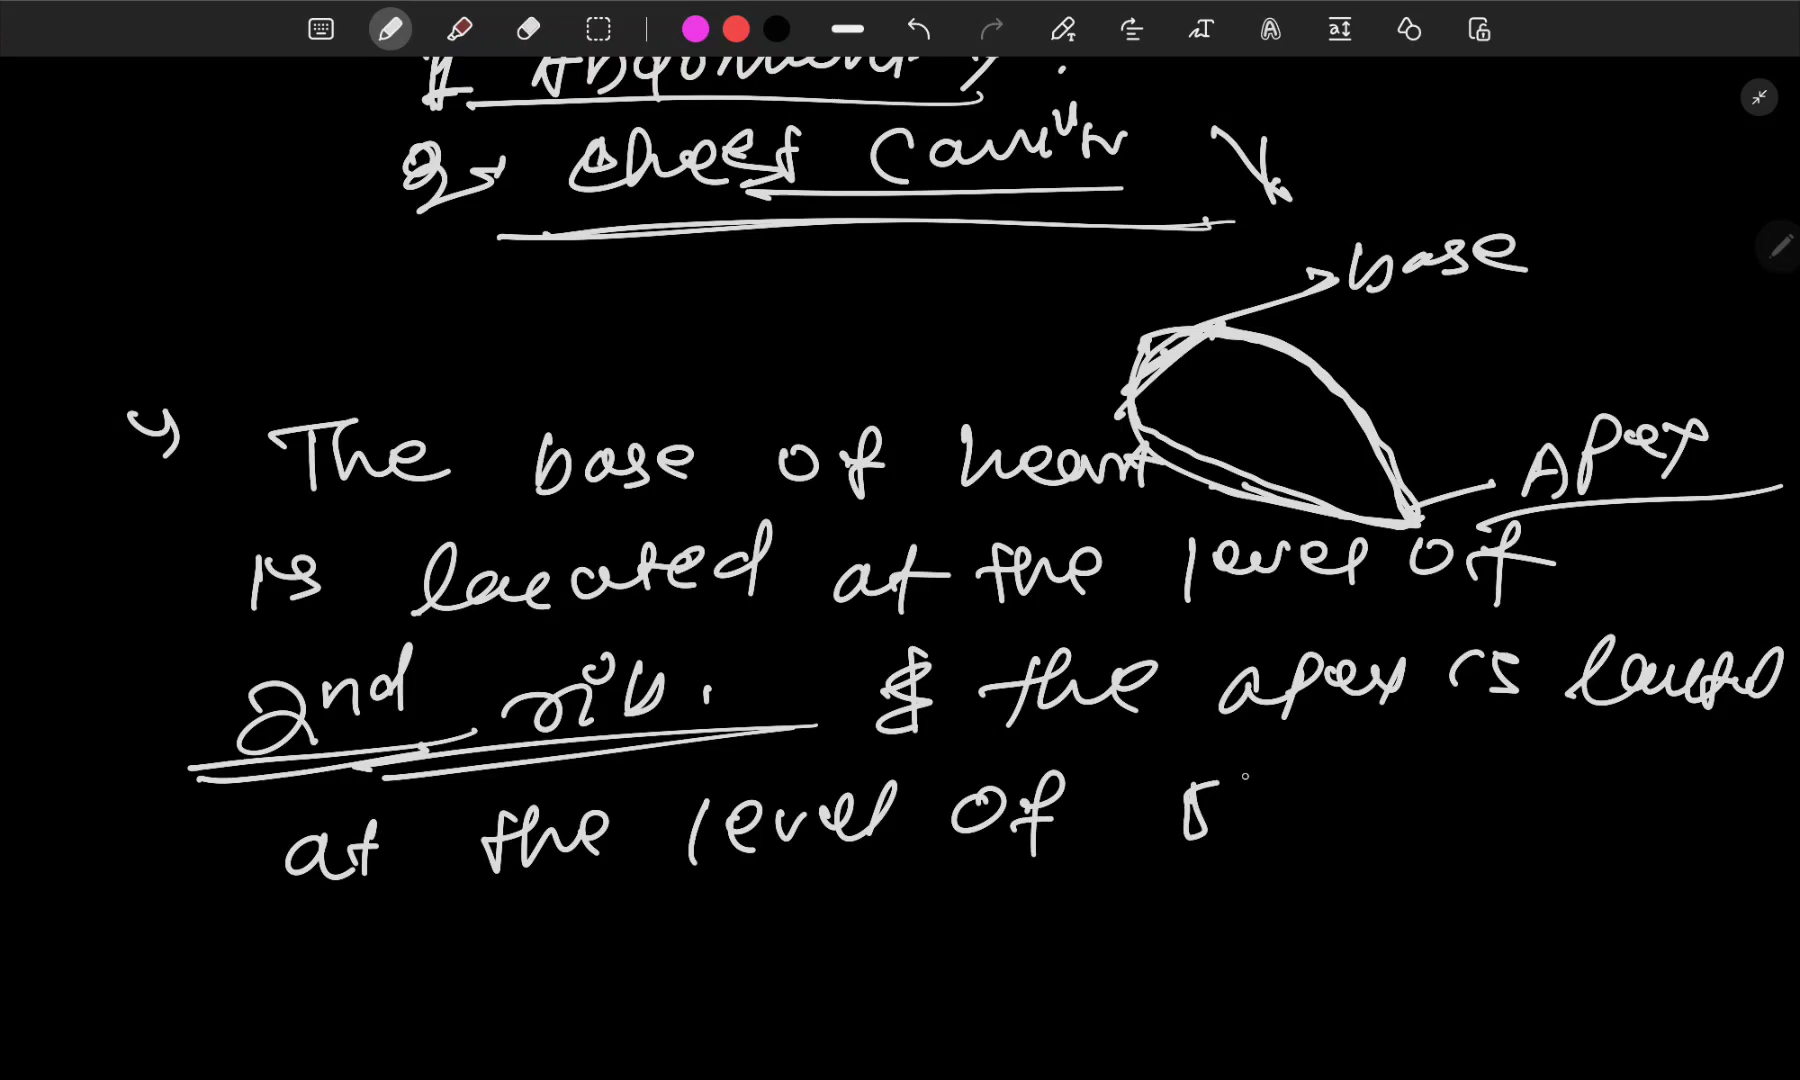 2 chest cavity
base
Apex
The base of heart
is located at the level of
2nd rib. & the apex is located
at the level of 5